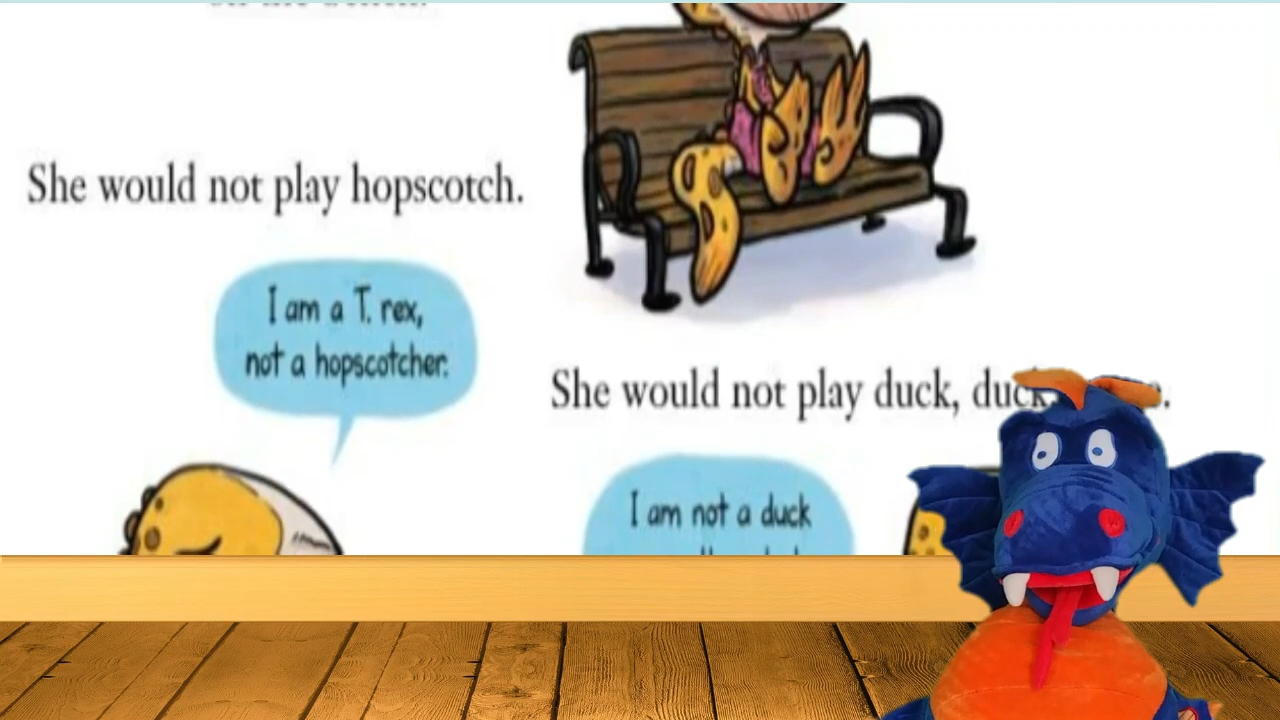 She would not play hopscotch.
I am a T. rex,
not a hopscotcher.
She would not play duck, duck,
I am not a duck